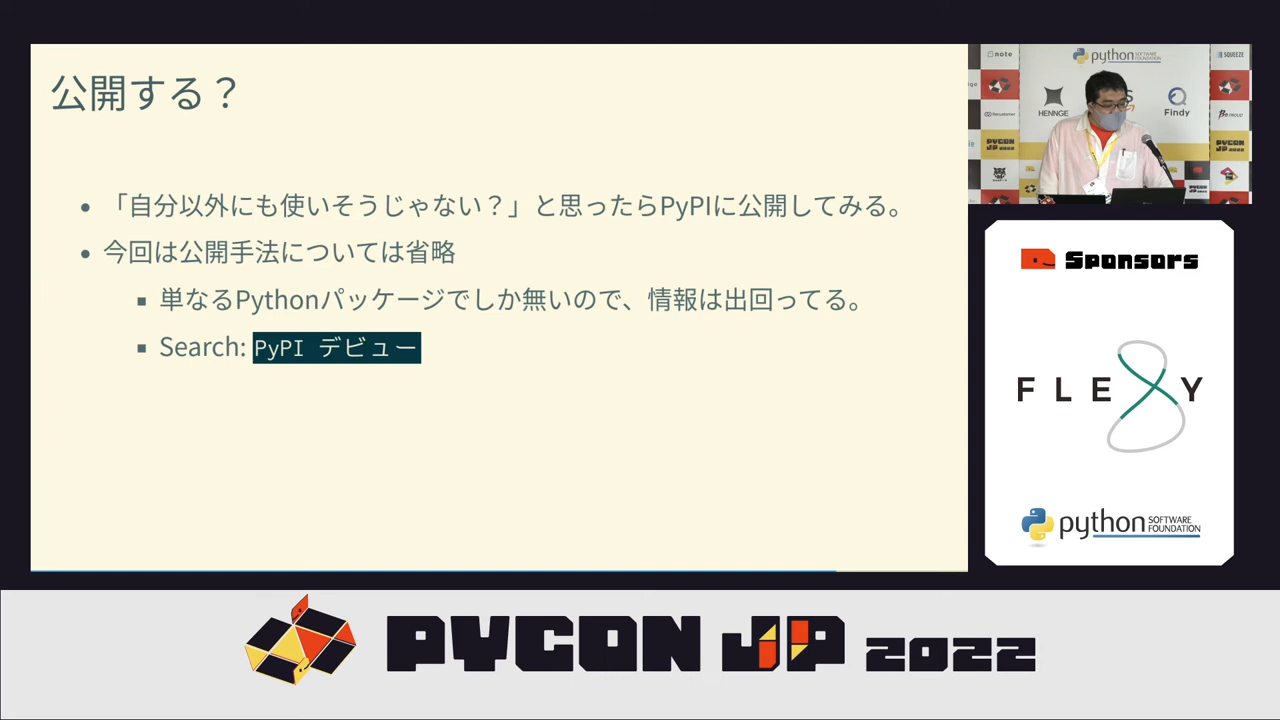 公開する？
「自分以外にも使いそうじゃない？」と思ったらPyPIに公開してみる。
今回は公開手法については省略
単なるPythonパッケージでしか無いので、情報は出回ってる。
Search: PyPI デビュー
note
python SOFTWARE FOUNDATION
SQUEEZE
HENNGE
Findy
PYCON JP 2022
PYCON JP 2022
Sponsors
FLEXY
python SOFTWARE FOUNDATION
PYCON JP 2022